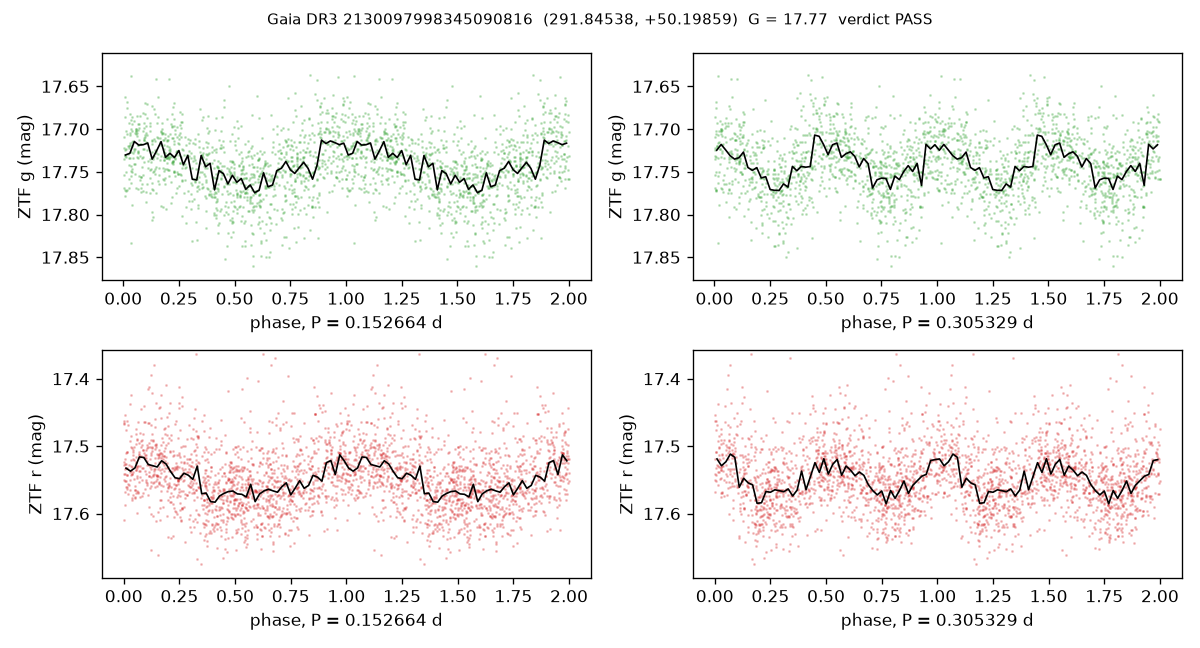 Gaia DR3 2130097998345090816 (291.84538, +50.19859) G = 17.77 verdict PASS
ZTF g (mag)
17.65
17.70
17.75
17.80
17.85
0.00 0.25 0.50 0.75 1.00 1.25 1.50 1.75 2.00
phase, P = 0.152664 d
ZTF g (mag)
17.65
17.70
17.75
17.80
17.85
0.00 0.25 0.50 0.75 1.00 1.25 1.50 1.75 2.00
phase, P = 0.305329 d
ZTF r (mag)
17.4
17.5
17.6
0.00 0.25 0.50 0.75 1.00 1.25 1.50 1.75 2.00
phase, P = 0.152664 d
ZTF r (mag)
17.4
17.5
17.6
0.00 0.25 0.50 0.75 1.00 1.25 1.50 1.75 2.00
phase, P = 0.305329 d